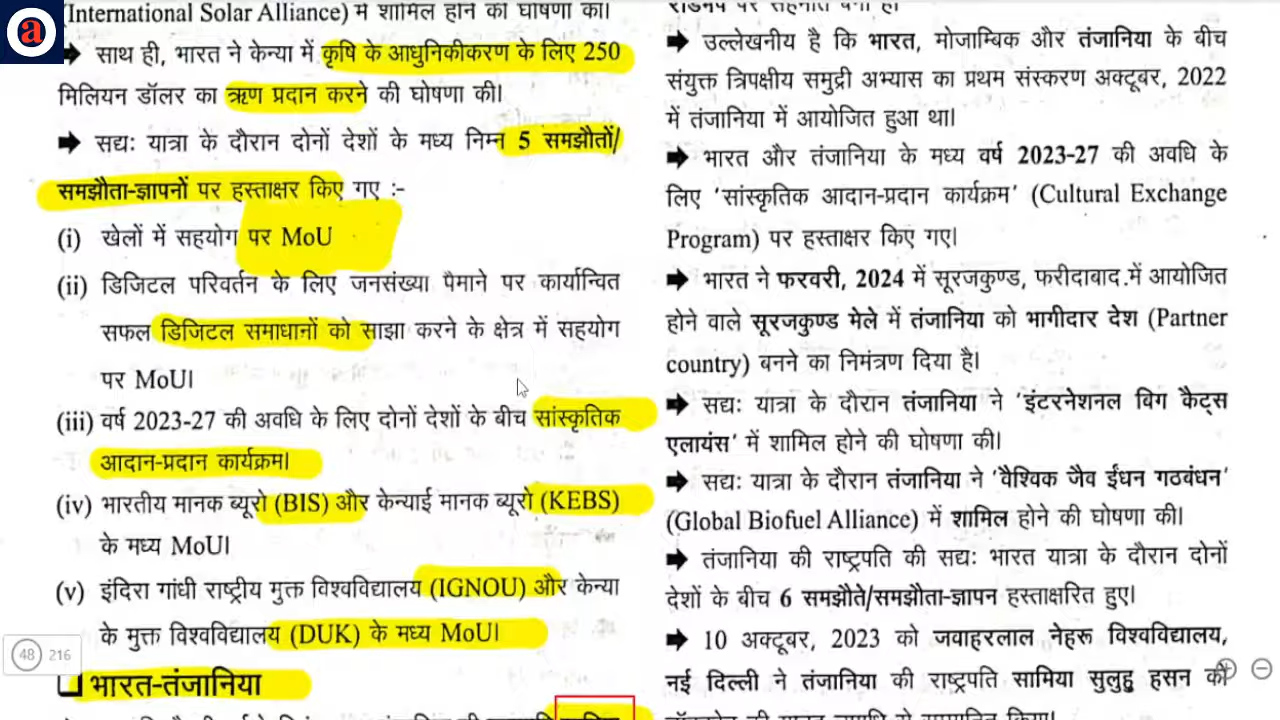 a
(International Solar Alliance) में शामिल होने की घोषणा की।
➡ साथ ही, भारत ने केन्या में कृषि के आधुनिकीकरण के लिए 250
मिलियन डॉलर का ऋण प्रदान करने की घोषणा की।
➡ सद्यः यात्रा के दौरान दोनों देशों के मध्य निम्न 5 समझौतों/
समझौता-ज्ञापनों पर हस्ताक्षर किए गए :-
(i) खेलों में सहयोग पर MoU
(ii) डिजिटल परिवर्तन के लिए जनसंख्या पैमाने पर कार्यान्वित
सफल डिजिटल समाधानों को साझा करने के क्षेत्र में सहयोग
पर MoU।
(iii) वर्ष 2023-27 की अवधि के लिए दोनों देशों के बीच सांस्कृतिक
आदान-प्रदान कार्यक्रम।
(iv) भारतीय मानक ब्यूरो (BIS) और केन्याई मानक ब्यूरो (KEBS)
के मध्य MoU।
(v) इंदिरा गांधी राष्ट्रीय मुक्त विश्वविद्यालय (IGNOU) और केन्या
के मुक्त विश्वविद्यालय (DUK) के मध्य MoU।
❑ भारत-तंजानिया
48 216
➡ उल्लेखनीय है कि भारत, मोजाम्बिक और तंजानिया के बीच
संयुक्त त्रिपक्षीय समुद्री अभ्यास का प्रथम संस्करण अक्टूबर, 2022
में तंजानिया में आयोजित हुआ था।
➡ भारत और तंजानिया के मध्य वर्ष 2023-27 की अवधि के
लिए 'सांस्कृतिक आदान-प्रदान कार्यक्रम' (Cultural Exchange
Program) पर हस्ताक्षर किए गए।
➡ भारत ने फरवरी, 2024 में सूरजकुण्ड, फरीदाबाद में आयोजित
होने वाले सूरजकुण्ड मेले में तंजानिया को भागीदार देश (Partner
country) बनने का निमंत्रण दिया है।
➡ सद्यः यात्रा के दौरान तंजानिया ने 'इंटरनेशनल बिग कैट्स
एलायंस' में शामिल होने की घोषणा की।
➡ सद्यः यात्रा के दौरान तंजानिया ने 'वैश्विक जैव ईंधन गठबंधन'
(Global Biofuel Alliance) में शामिल होने की घोषणा की।
➡ तंजानिया की राष्ट्रपति की सद्यः भारत यात्रा के दौरान दोनों
देशों के बीच 6 समझौते/समझौता-ज्ञापन हस्ताक्षरित हुए।
➡ 10 अक्टूबर, 2023 को जवाहरलाल नेहरू विश्वविद्यालय,
नई दिल्ली ने तंजानिया की राष्ट्रपति सामिया सुलुहु हसन को